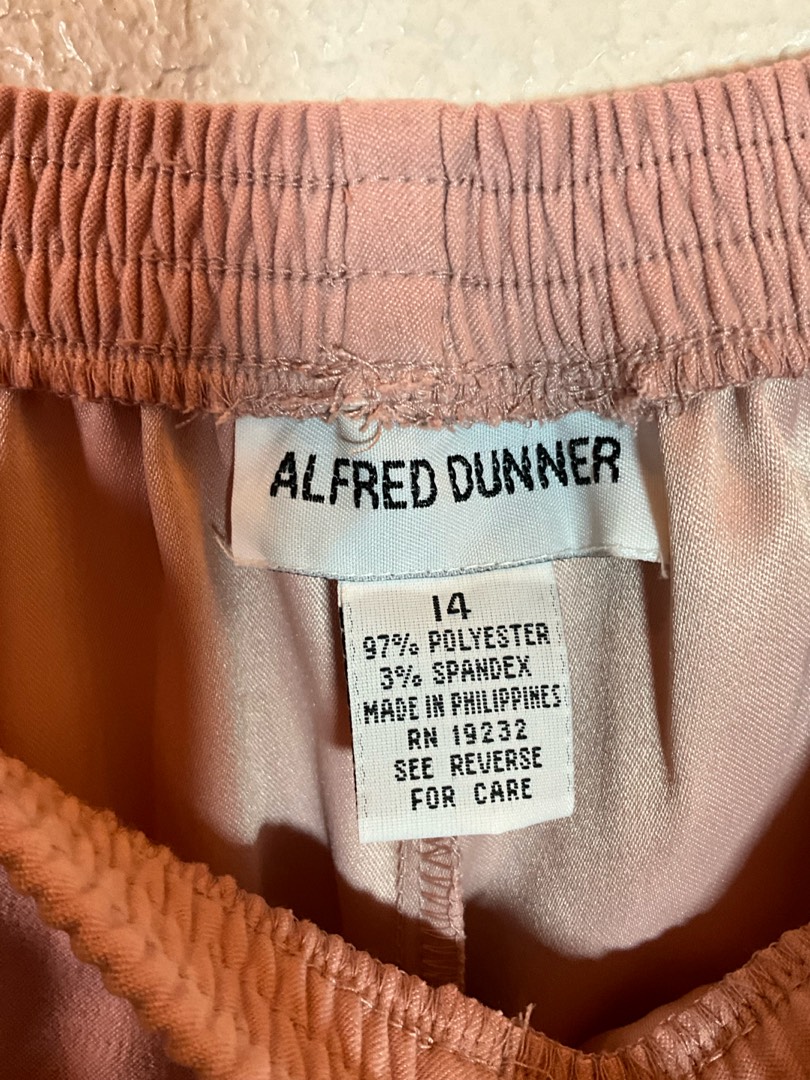 ALFRED DUNNER
14
97% POLYESTER
3% SPANDEX
MADE IN PHILIPPINES
RN 19232
SEE REVERSE
FOR CARE